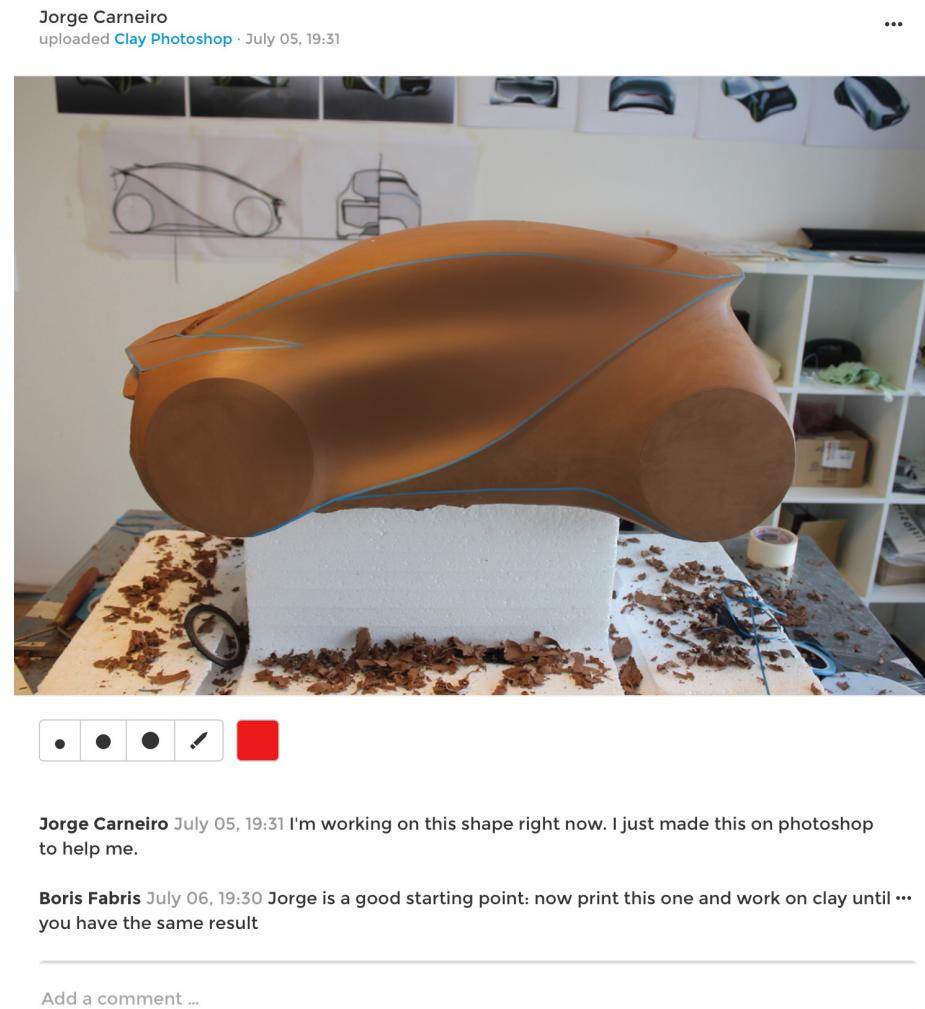 Jorge Carneiro
uploaded Clay Photoshop · July 05, 19:31
Jorge Carneiro July 05, 19:31 I'm working on this shape right now. I just made this on photoshop
to help me.
Boris Fabris July 06, 19:30 Jorge is a good starting point: now print this one and work on clay until
you have the same result
Add a comment ...